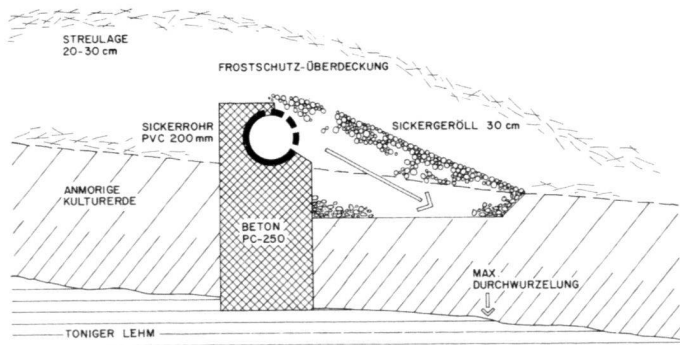 STREULAGE
20-30 cm
FROSTSCHUTZ-ÜBERDECKUNG
SICKERROHR
PVC 200 mm
SICKERGERÖLL 30 cm
ANMORIGE
KULTURERDE
BETON
PC-250
MAX.
DURCHWURZELUNG
TONIGER LEHM